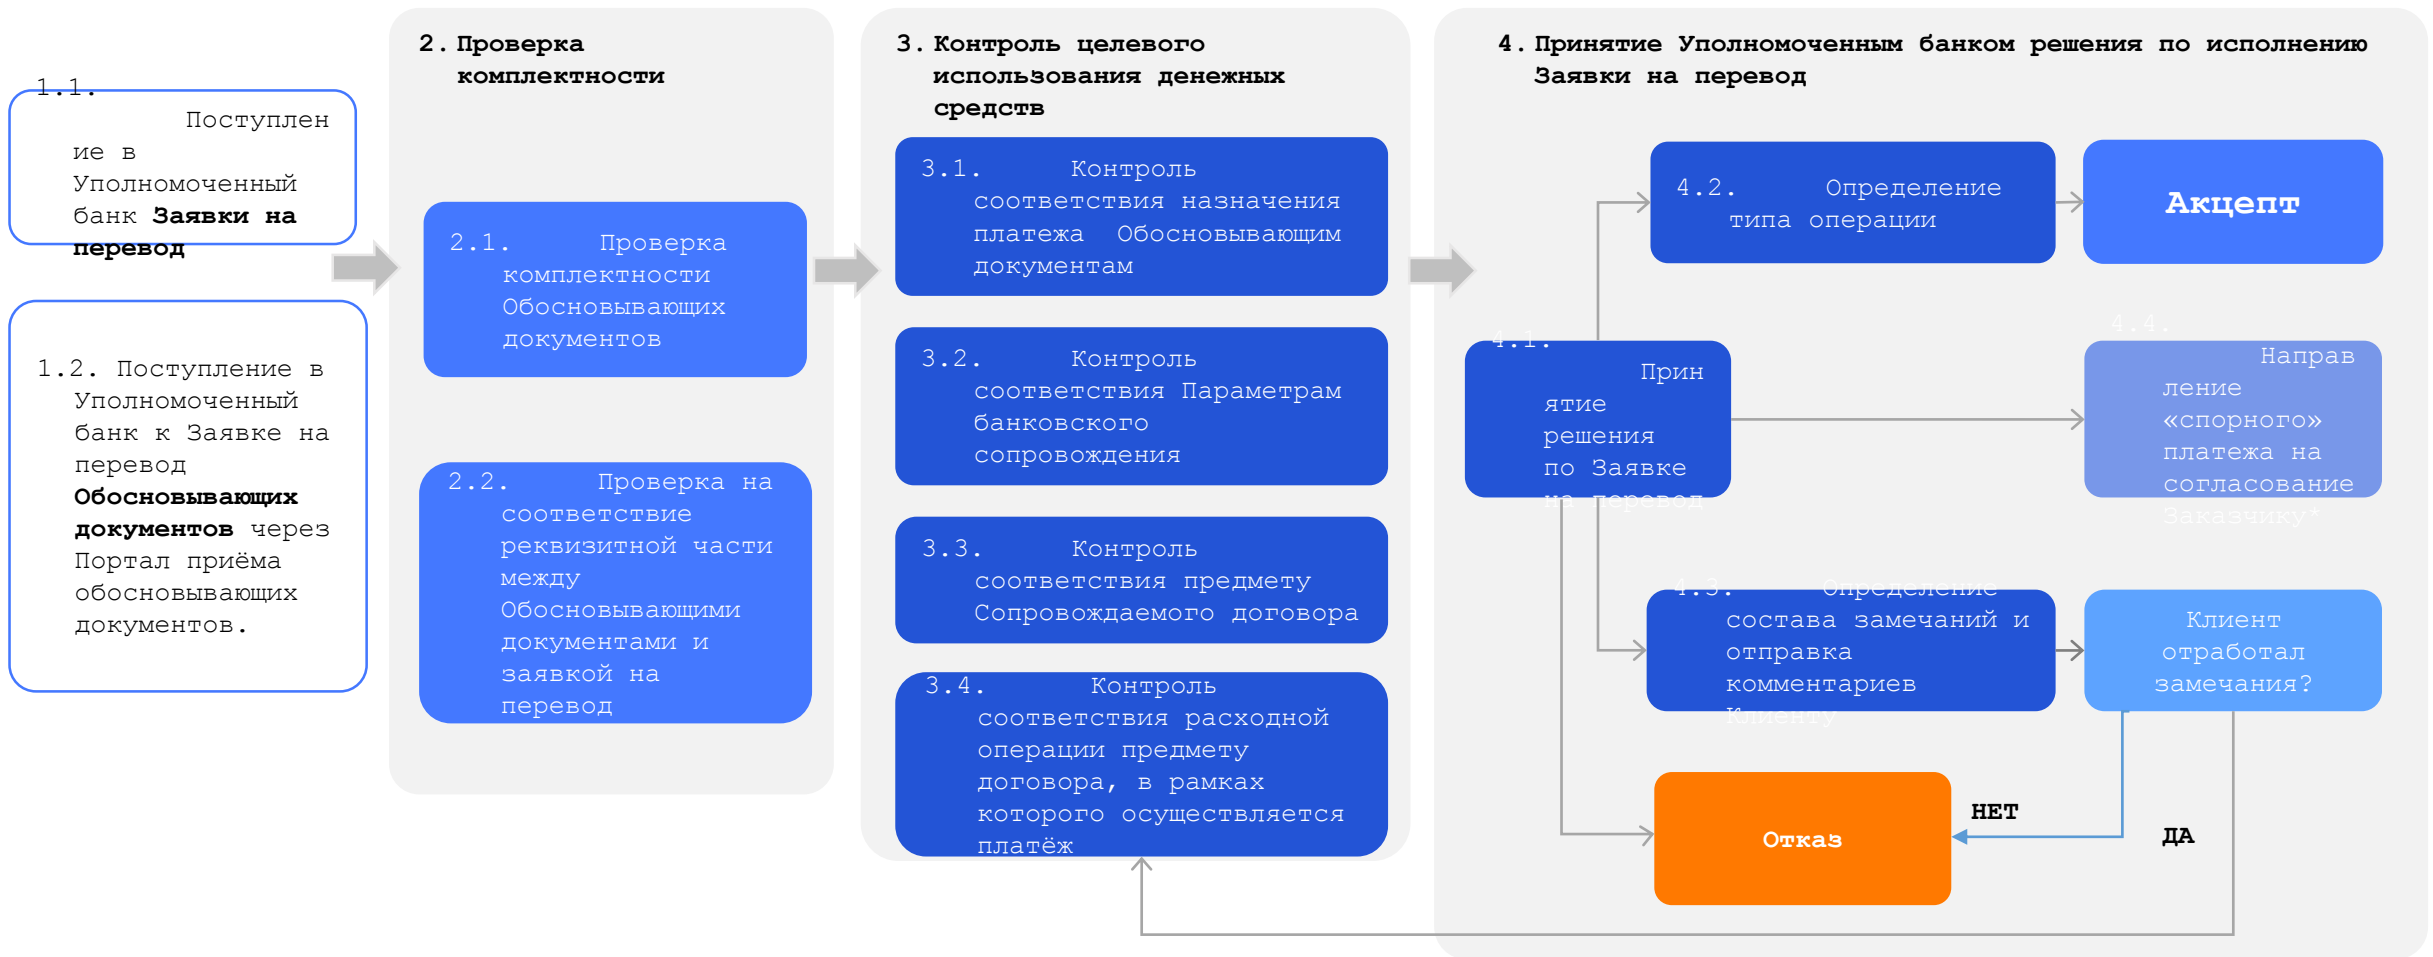 1.1.
Поступлен
ие в
Уполномоченный
банк Заявки на
перевод
1.2. Поступление в
Уполномоченный
банк к Заявке на
перевод
Обосновывающих
документов через
Портал приёма
обосновывающих
документов.
2. Проверка
комплектности
2.1. Проверка
комплектности
Обосновывающих
документов
2.2. Проверка на
соответствие
реквизитной части
между
Обосновывающими
документами и
заявкой на
перевод
3. Контроль целевого
использования денежных
средств
3.1. Контроль
соответствия назначения
платежа Обосновывающим
документам
3.2. Контроль
соответствия Параметрам
банковского
сопровождения
3.3. Контроль
соответствия предмету
Сопровождаемого договора
3.4. Контроль
соответствия расходной
операции предмету
договора, в рамках
которого осуществляется
платёж
4. Принятие Уполномоченным банком решения по исполнению
Заявки на перевод
4.1.
Прин
ятие
решения
по Заявке
на перевод
4.2. Определение
типа операции
Акцепт
4.4.
Направ
ление
«спорного»
платежа на
согласование
Заказчику*
4.3. Определение
состава замечаний и
отправка
комментариев
Клиенту
Клиент
отработал
замечания?
Отказ
НЕТ
ДА